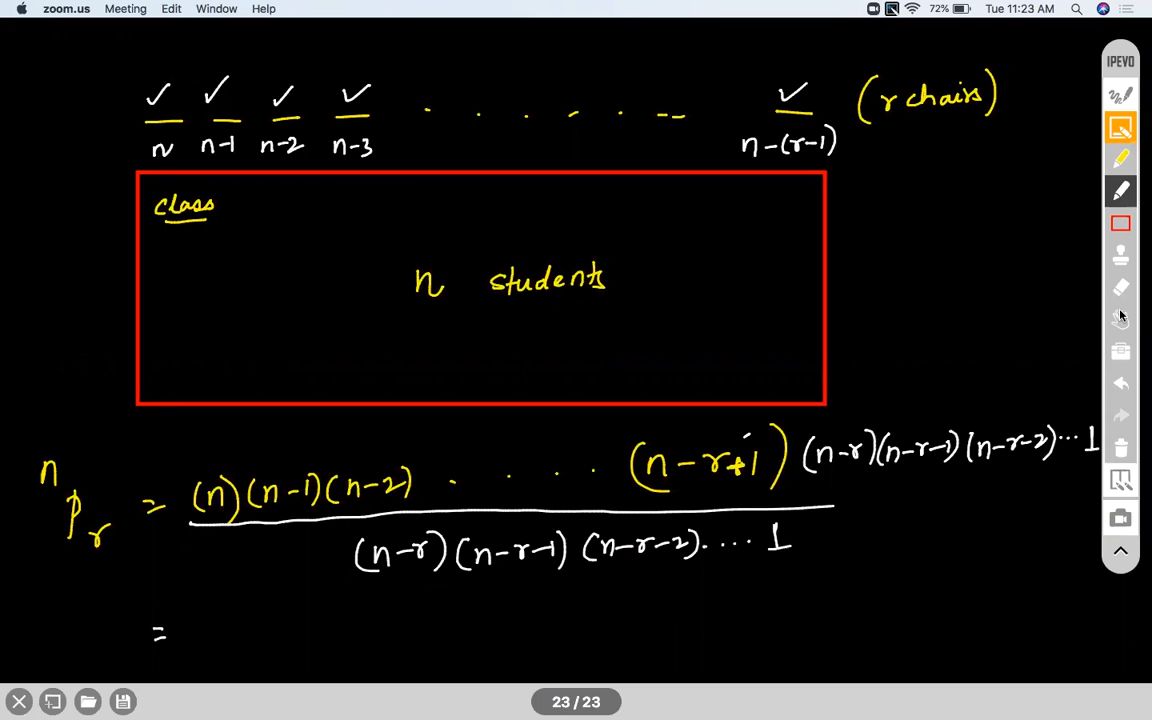 zoom.us Meeting Edit Window Help 72% Tue 11:23 AM
IPEVO
(r chairs)
n n-1 n-2 n-3 n-(r-1)
class
n students
nPr = (n)(n-1)(n-2) . . . . (n-r+1) (n-r)(n-r-1)(n-r-2)...1
(n-r)(n-r-1)(n-r-2)....1
=
23 / 23